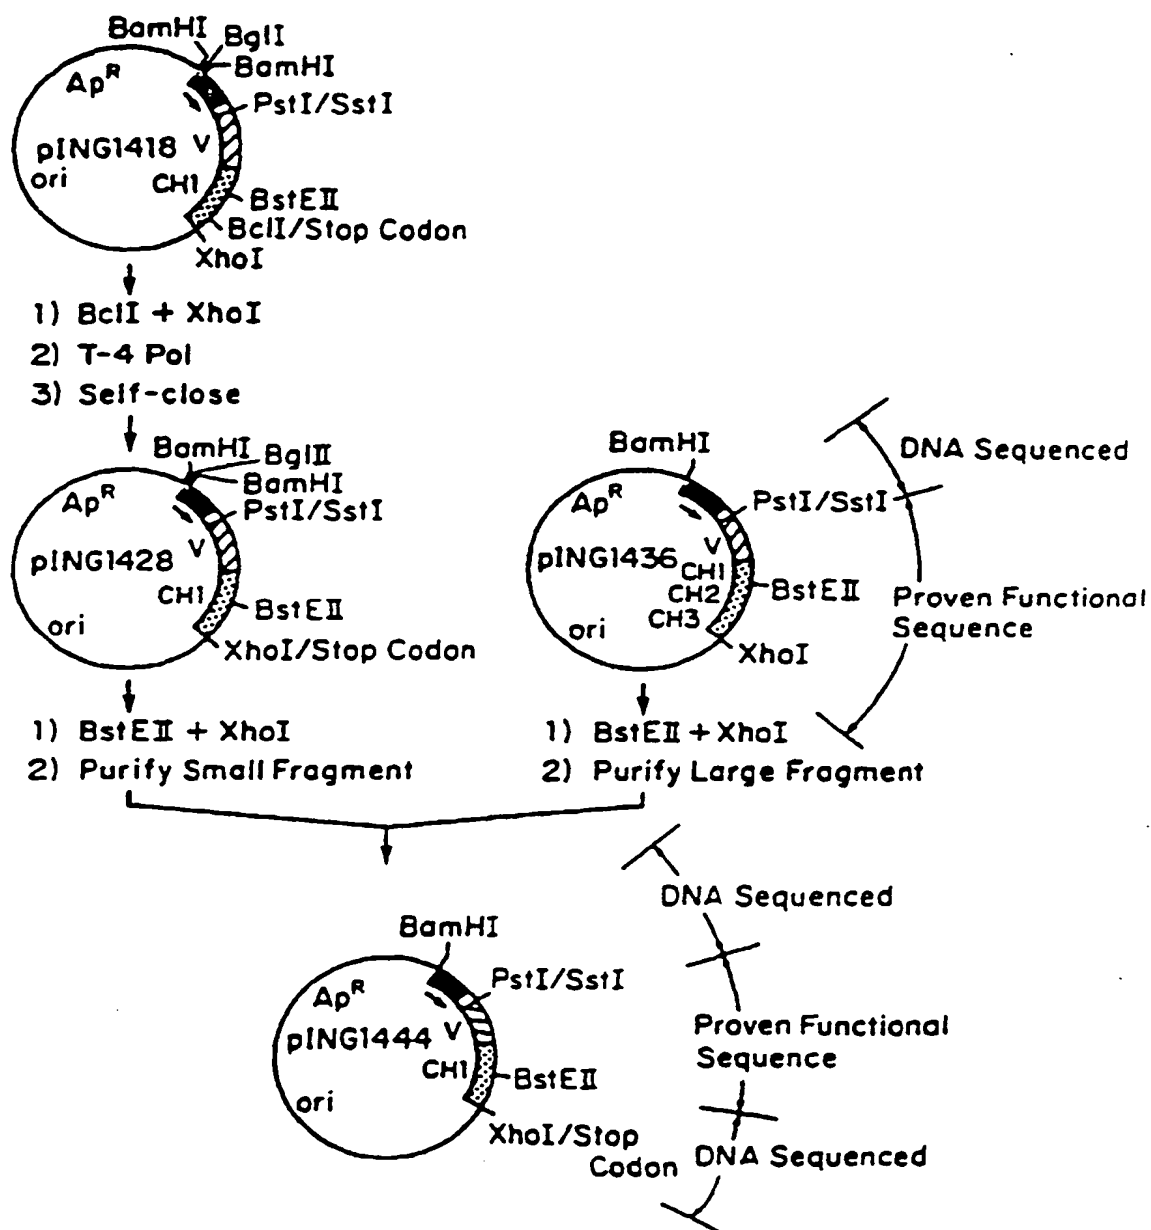 BamHI
BglI
BamHI
Ap^R
PstI/SstI
pING1418
V
ori
CH1
BstEII
BclI/Stop Codon
XhoI
1) BclI + XhoI
2) T-4 Pol
3) Self-close
BamHI
BglII
BamHI
Ap^R
PstI/SstI
V
pING1428
CH1
BstEII
ori
XhoI/Stop Codon
1) BstEII + XhoI
2) Purify Small Fragment
BamHI
DNA Sequenced
Ap^R
PstI/SstI
V
pING1436
CH1
CH2
BstEII
CH3
ori
Proven Functional
Sequence
XhoI
1) BstEII + XhoI
2) Purify Large Fragment
DNA Sequenced
BamHI
Ap^R
PstI/SstI
pING1444
V
Proven Functional
Sequence
CH1
BstEII
ori
XhoI/Stop
Codon
DNA Sequenced